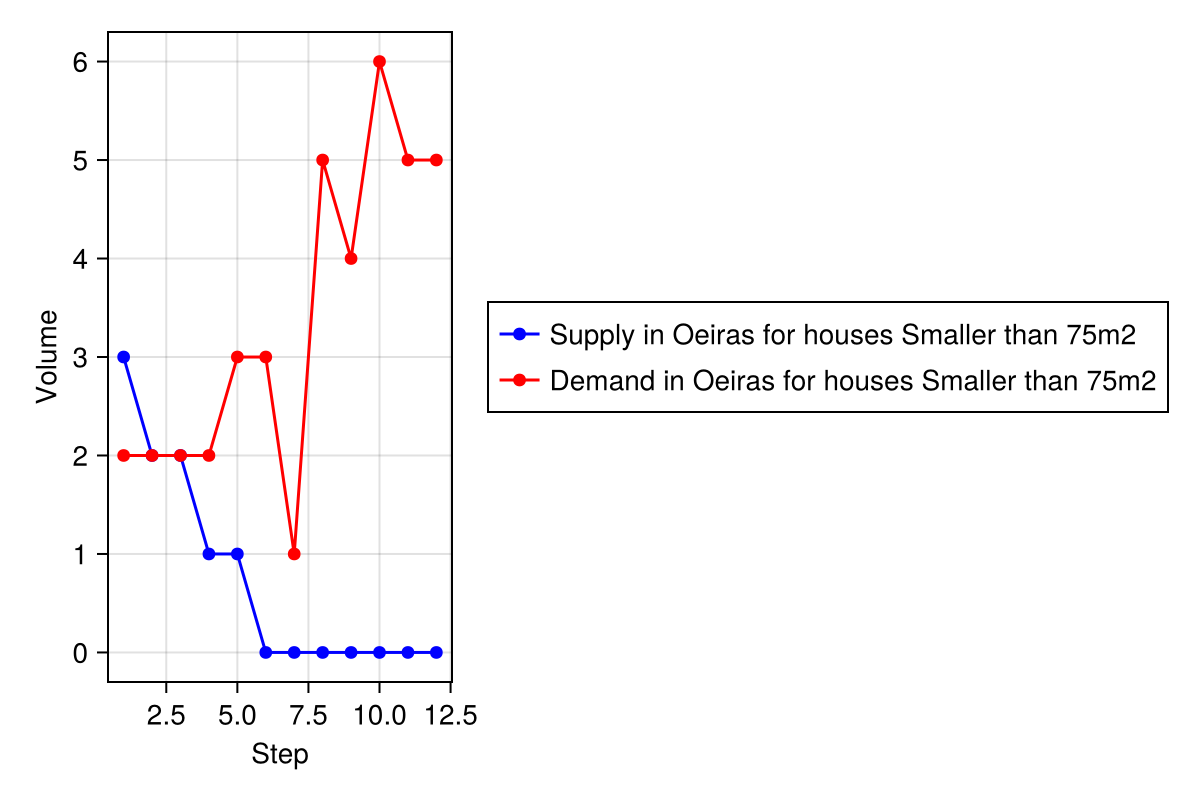 6
5
4
3
2
1
0
Volume
2.5 5.0 7.5 10.0 12.5
Step
Supply in Oeiras for houses Smaller than 75m2
Demand in Oeiras for houses Smaller than 75m2